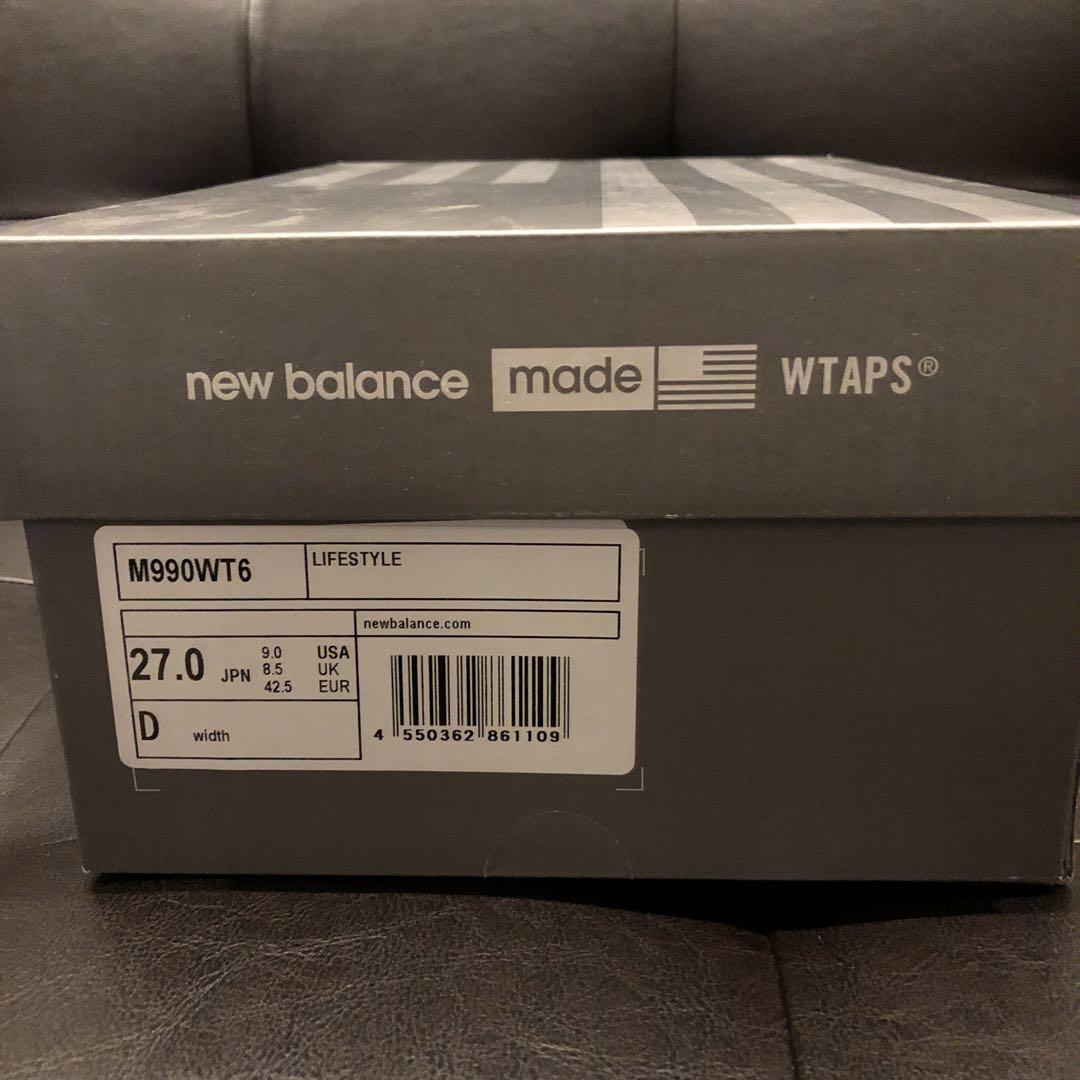 new balance made WTAPS®
M990WT6 LIFESTYLE
newbalance.com
27.0 JPN
9.0 USA
8.5 UK
42.5 EUR
D width
4 550362 861109